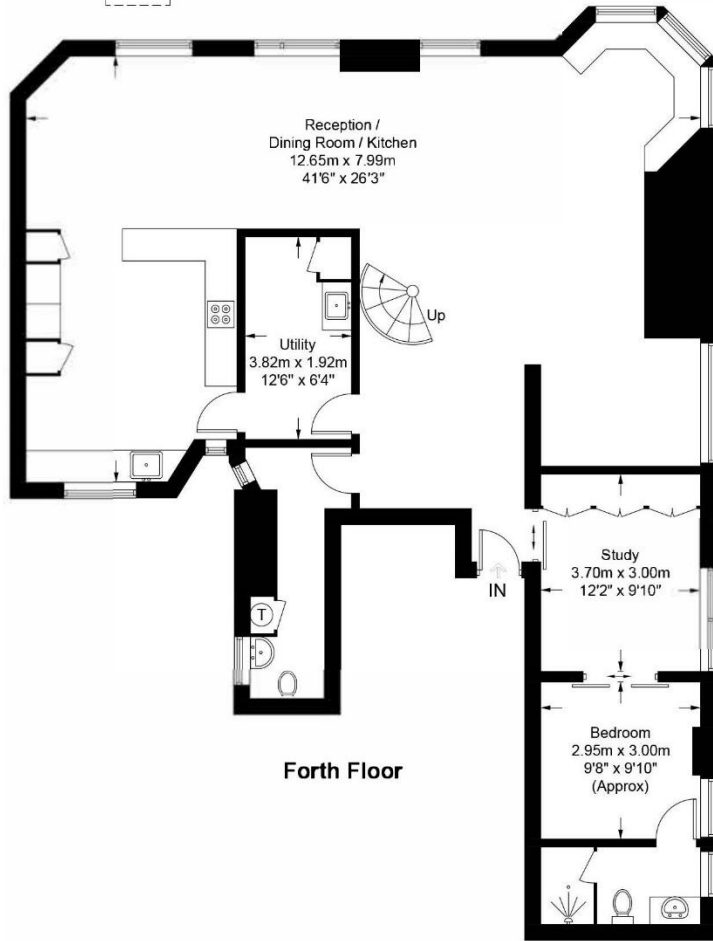 Reception /
Dining Room / Kitchen
12.65m x 7.99m
41'6" x 26'3"
Up
Utility
3.82m x 1.92m
12'6" x 6'4"
Study
3.70m x 3.00m
12'2" x 9'10"
IN
T
Bedroom
2.95m x 3.00m
9'8" x 9'10"
(Approx)
Forth Floor